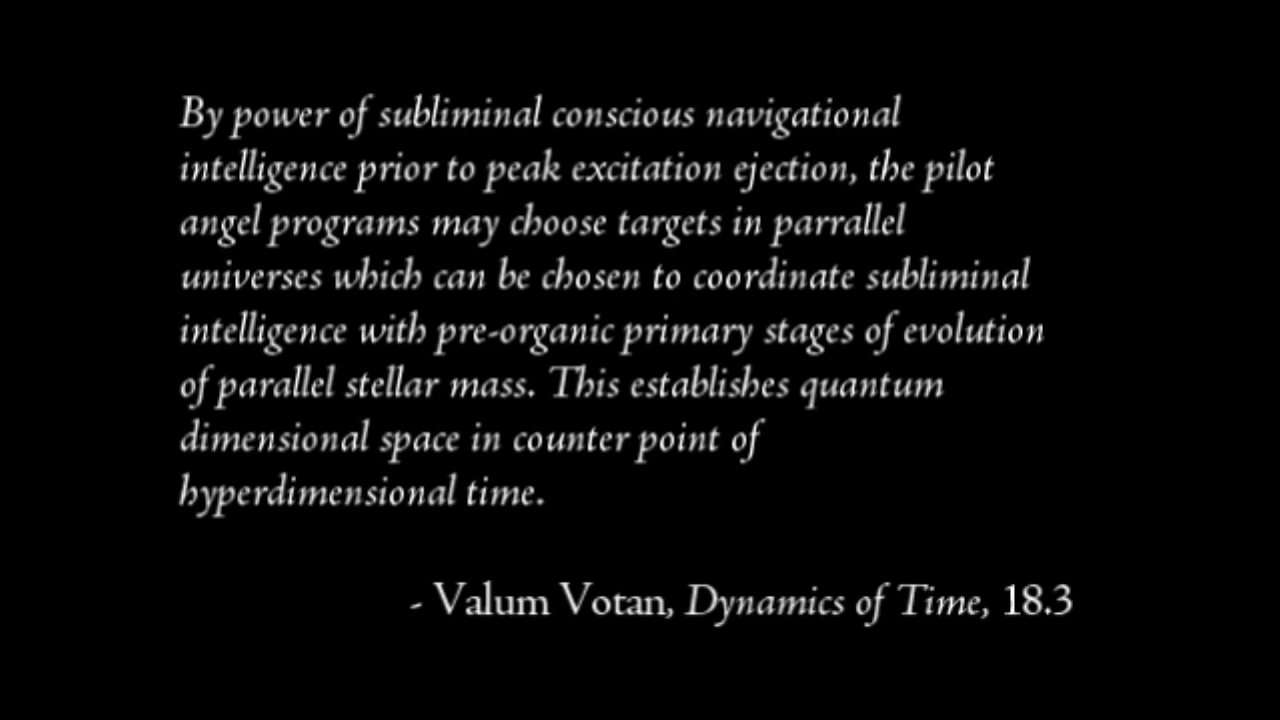 By power of subliminal conscious navigational
intelligence prior to peak excitation ejection, the pilot
angel programs may choose targets in parrallel
universes which can be chosen to coordinate subliminal
intelligence with pre-organic primary stages of evolution
of parallel stellar mass. This establishes quantum
dimensional space in counter point of
hyperdimensional time.
- Valum Votan, Dynamics of Time, 18.3